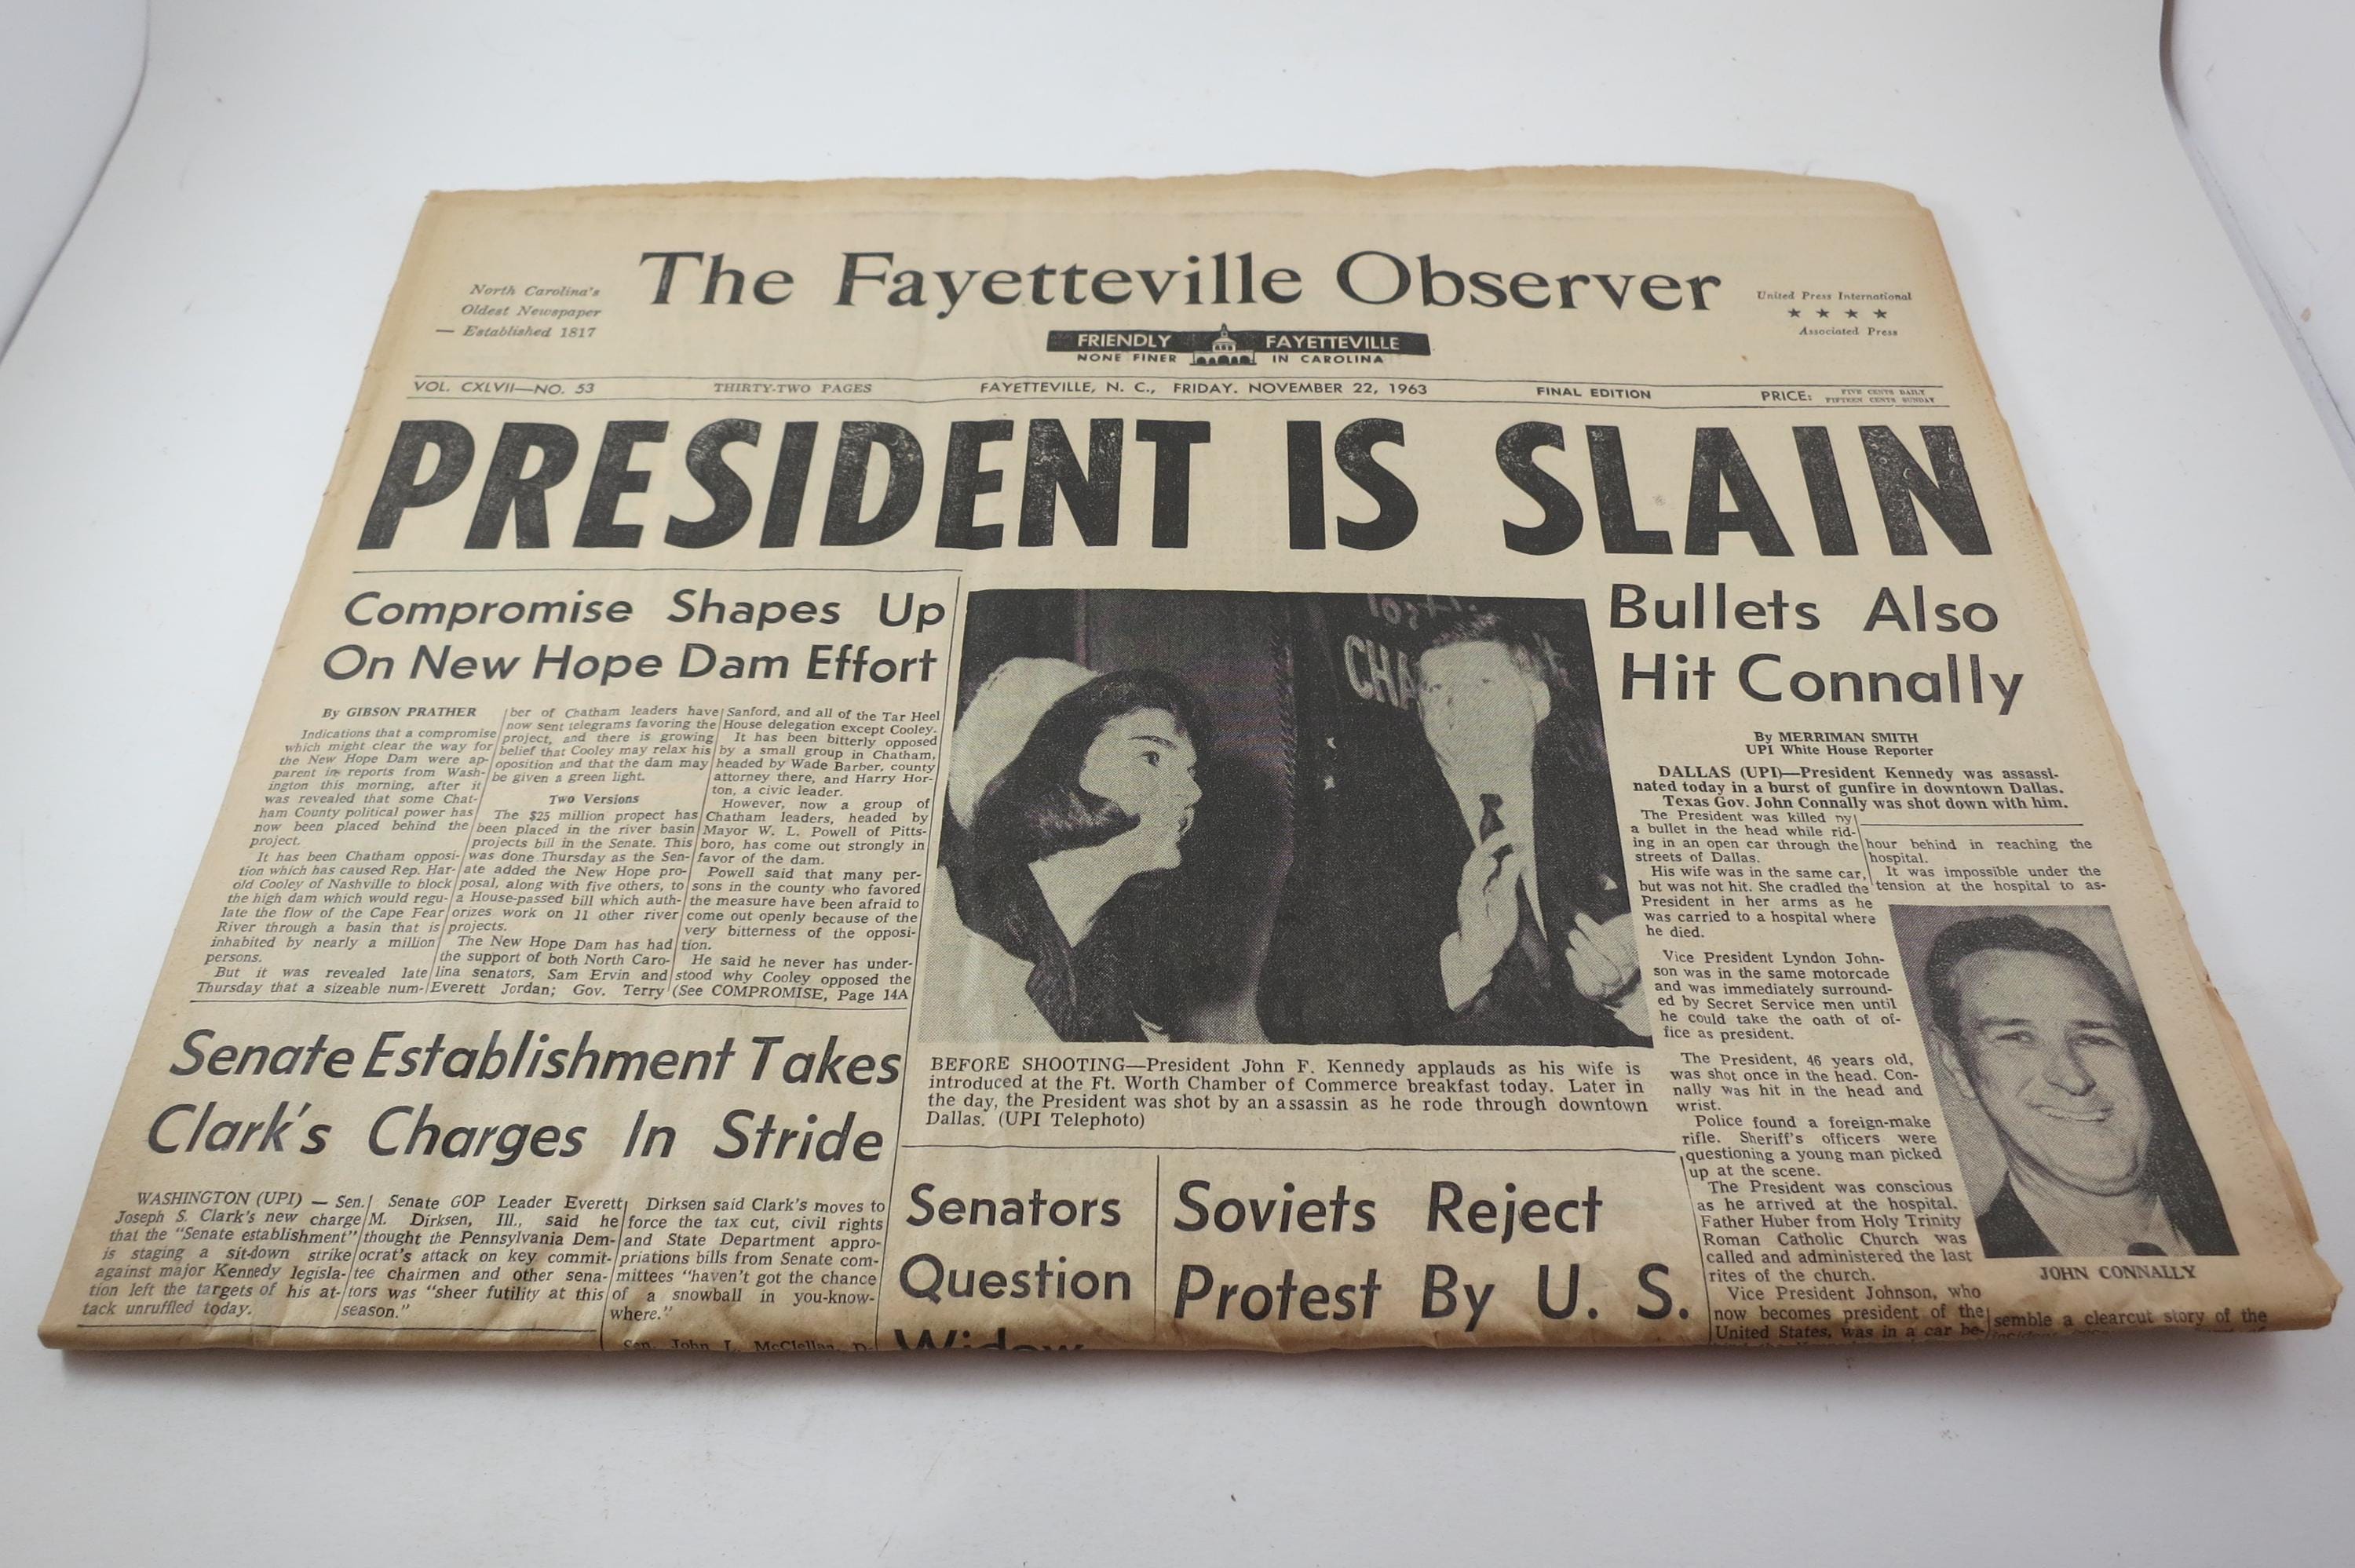 North Carolina's
Oldest Newspaper
— Established 1817
The Fayetteville Observer
United Press International
★ ★ ★ ★
Associated Press
FRIENDLY FAYETTEVILLE
NONE FINER IN CAROLINA
VOL. CXLVII—NO. 53 THIRTY-TWO PAGES FAYETTEVILLE, N. C., FRIDAY. NOVEMBER 22, 1963 FINAL EDITION PRICE: FIVE CENTS DAILY
FIFTEEN CENTS SUNDAY
PRESIDENT IS SLAIN
Compromise Shapes Up
On New Hope Dam Effort
By GIBSON PRATHER
Indications that a compromise
which might clear the way for
the New Hope Dam were ap-
parent in reports from Wash-
ington this morning, after it
was revealed that some Chat-
ham County political power has
now been placed behind the
project.
It has been Chatham opposi-
tion which has caused Rep. Har-
old Cooley of Nashville to block
the high dam which would regu-
late the flow of the Cape Fear
River through a basin that is
inhabited by nearly a million
persons.
But it was revealed late
Thursday that a sizeable num-
ber of Chatham leaders have
now sent telegrams favoring the
project, and there is growing
belief that Cooley may relax his
oposition and that the dam may
be given a green light.
Two Versions
The $25 million propect has
been placed in the river basin
projects bill in the Senate. This
was done Thursday as the Sen-
ate added the New Hope pro-
posal, along with five others, to
a House-passed bill which auth-
orizes work on 11 other river
projects.
The New Hope Dam has had
the support of both North Caro-
lina senators, Sam Ervin and
Everett Jordan; Gov. Terry
Sanford, and all of the Tar Heel
House delegation except Cooley.
It has been bitterly opposed
by a small group in Chatham,
headed by Wade Barber, county
attorney there, and Harry Hor-
ton, a civic leader.
However, now a group of
Chatham leaders, headed by
Mayor W. L. Powell of Pitts-
boro, has come out strongly in
favor of the dam.
Powell said that many per-
sons in the county who favored
the measure have been afraid to
come out openly because of the
very bitterness of the opposi-
tion.
He said he never has under-
stood why Cooley opposed the
(See COMPROMISE, Page 14A
Senate Establishment Takes
Clark's Charges In Stride
WASHINGTON (UPI) — Sen.
Joseph S. Clark's new charge
that the "Senate establishment"
is staging a sit-down strike
against major Kennedy legisla-
tion left the targets of his at-
tack unruffled today.
Senate GOP Leader Everett
M. Dirksen, Ill., said he
thought the Pennsylvania Dem-
ocrat's attack on key commit-
tee chairmen and other sena-
tors was "sheer futility at this
season."
Dirksen said Clark's moves to
force the tax cut, civil rights
and State Department appro-
priations bills from Senate com-
mittees "haven't got the chance
of a snowball in you-know-
where."
Sen. John L. McClellan, D-
CHA
BEFORE SHOOTING—President John F. Kennedy applauds as his wife is
introduced at the Ft. Worth Chamber of Commerce breakfast today. Later in
the day, the President was shot by an assassin as he rode through downtown
Dallas. (UPI Telephoto)
Senators
Question
Widow
Soviets Reject
Protest By U. S.
Bullets Also
Hit Connally
By MERRIMAN SMITH
UPI White House Reporter
DALLAS (UPI)—President Kennedy was assassi-
nated today in a burst of gunfire in downtown Dallas.
Texas Gov. John Connally was shot down with him.
The President was killed by
a bullet in the head while rid-
ing in an open car through the
streets of Dallas.
His wife was in the same car,
but was not hit. She cradled the
President in her arms as he
was carried to a hospital where
he died.
Vice President Lyndon John-
son was in the same motorcade
and was immediately surround-
ed by Secret Service men until
he could take the oath of of-
fice as president.
The President, 46 years old,
was shot once in the head. Con-
nally was hit in the head and
wrist.
Police found a foreign-make
rifle. Sheriff's officers were
questioning a young man picked
up at the scene.
The President was conscious
as he arrived at the hospital.
Father Huber from Holy Trinity
Roman Catholic Church was
called and administered the last
rites of the church.
Vice President Johnson, who
now becomes president of the
United States, was in a car be-
hour behind in reaching the
hospital.
It was impossible under the
tension at the hospital to as-
JOHN CONNALLY
semble a clearcut story of the